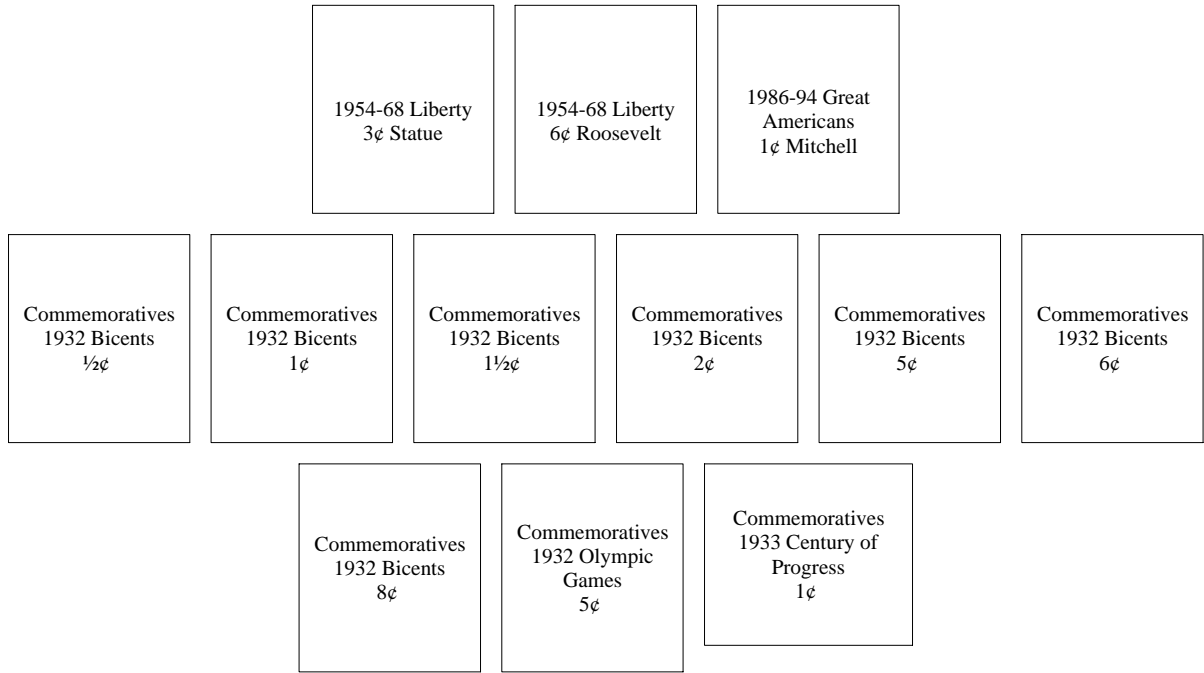 1954-68 Liberty
3¢ Statue
1954-68 Liberty
6¢ Roosevelt
1986-94 Great
Americans
1¢ Mitchell
Commemoratives
1932 Bicents
½¢
Commemoratives
1932 Bicents
1¢
Commemoratives
1932 Bicents
1½¢
Commemoratives
1932 Bicents
2¢
Commemoratives
1932 Bicents
5¢
Commemoratives
1932 Bicents
6¢
Commemoratives
1932 Bicents
8¢
Commemoratives
1932 Olympic
Games
5¢
Commemoratives
1933 Century of
Progress
1¢